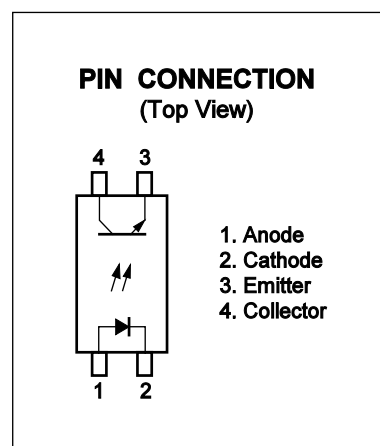 PIN CONNECTION
(Top View)
4 3
1. Anode
2. Cathode
3. Emitter
4. Collector
1 2